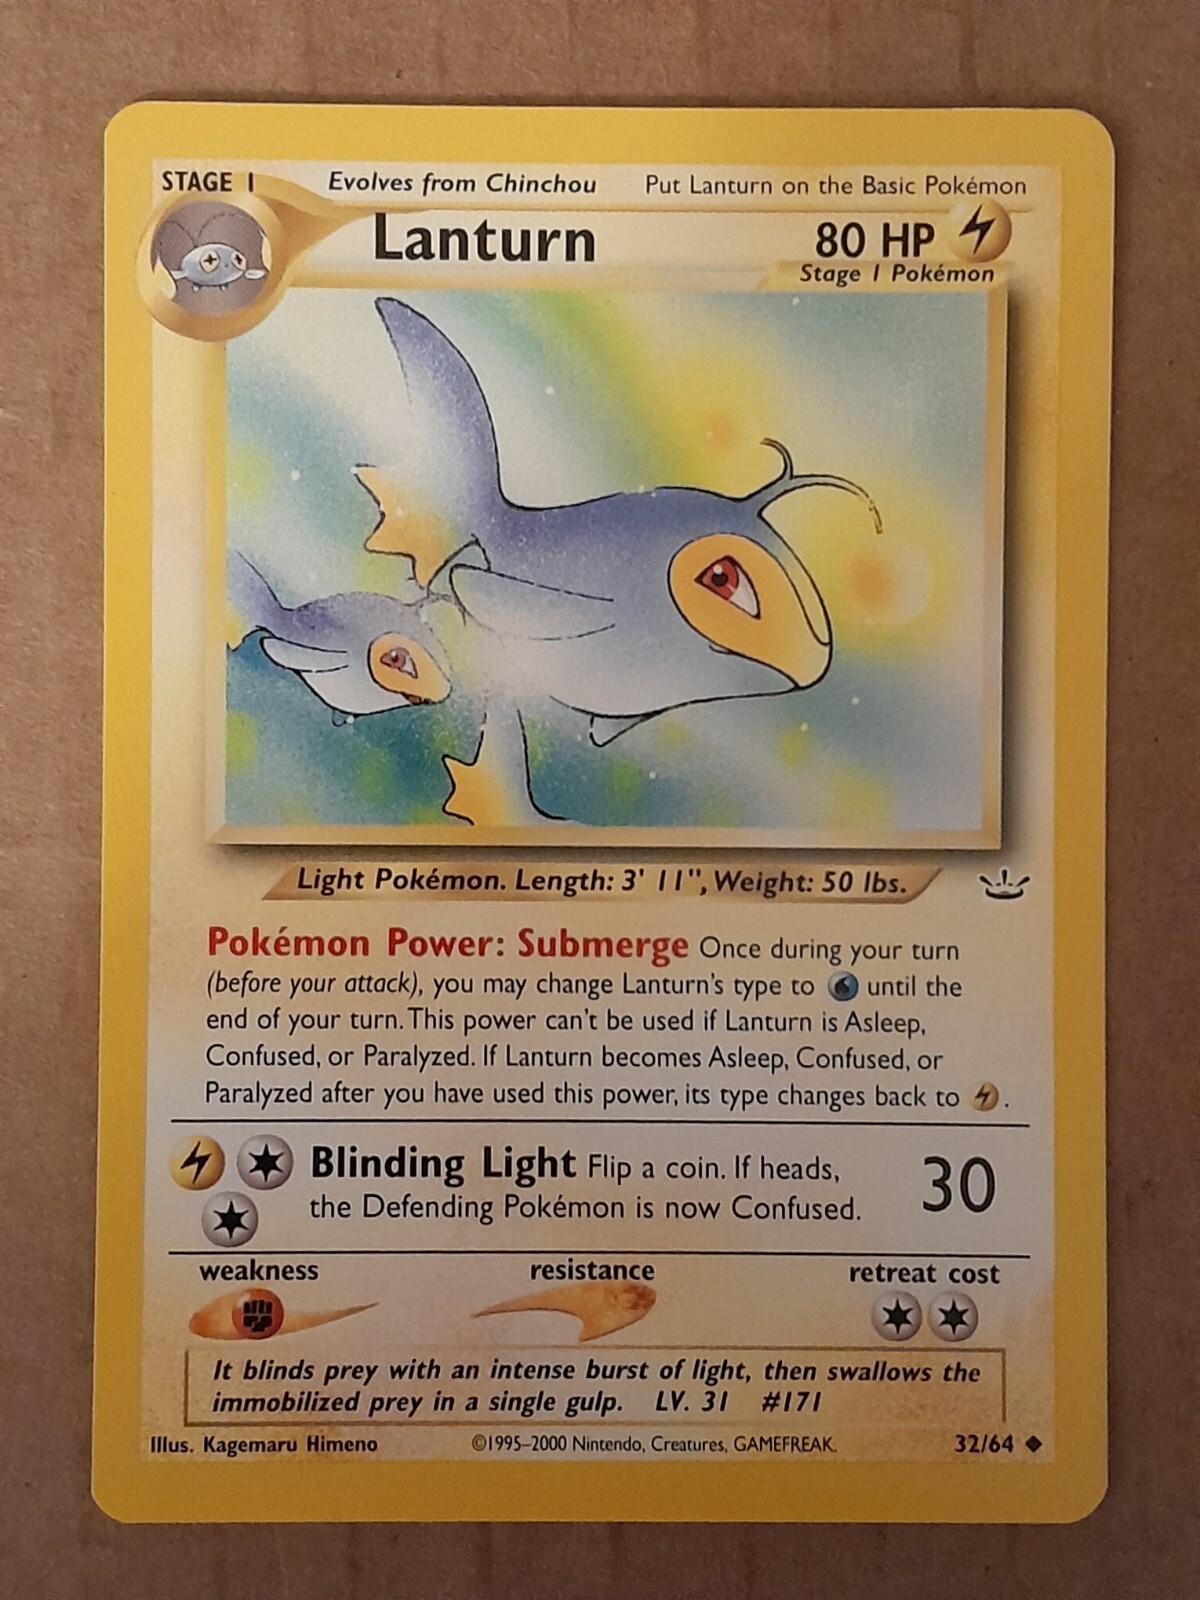 STAGE 1 Evolves from Chinchou Put Lanturn on the Basic Pokémon
Lanturn 80 HP
Stage 1 Pokémon
Light Pokémon. Length: 3' 11", Weight: 50 lbs.
Pokémon Power: Submerge Once during your turn
(before your attack), you may change Lanturn's type to until the
end of your turn. This power can't be used if Lanturn is Asleep,
Confused, or Paralyzed. If Lanturn becomes Asleep, Confused, or
Paralyzed after you have used this power, its type changes back to .
Blinding Light Flip a coin. If heads,
the Defending Pokémon is now Confused. 30
weakness resistance retreat cost
It blinds prey with an intense burst of light, then swallows the
immobilized prey in a single gulp. LV. 31 #171
Illus. Kagemaru Himeno ©1995–2000 Nintendo, Creatures, GAMEFREAK. 32/64